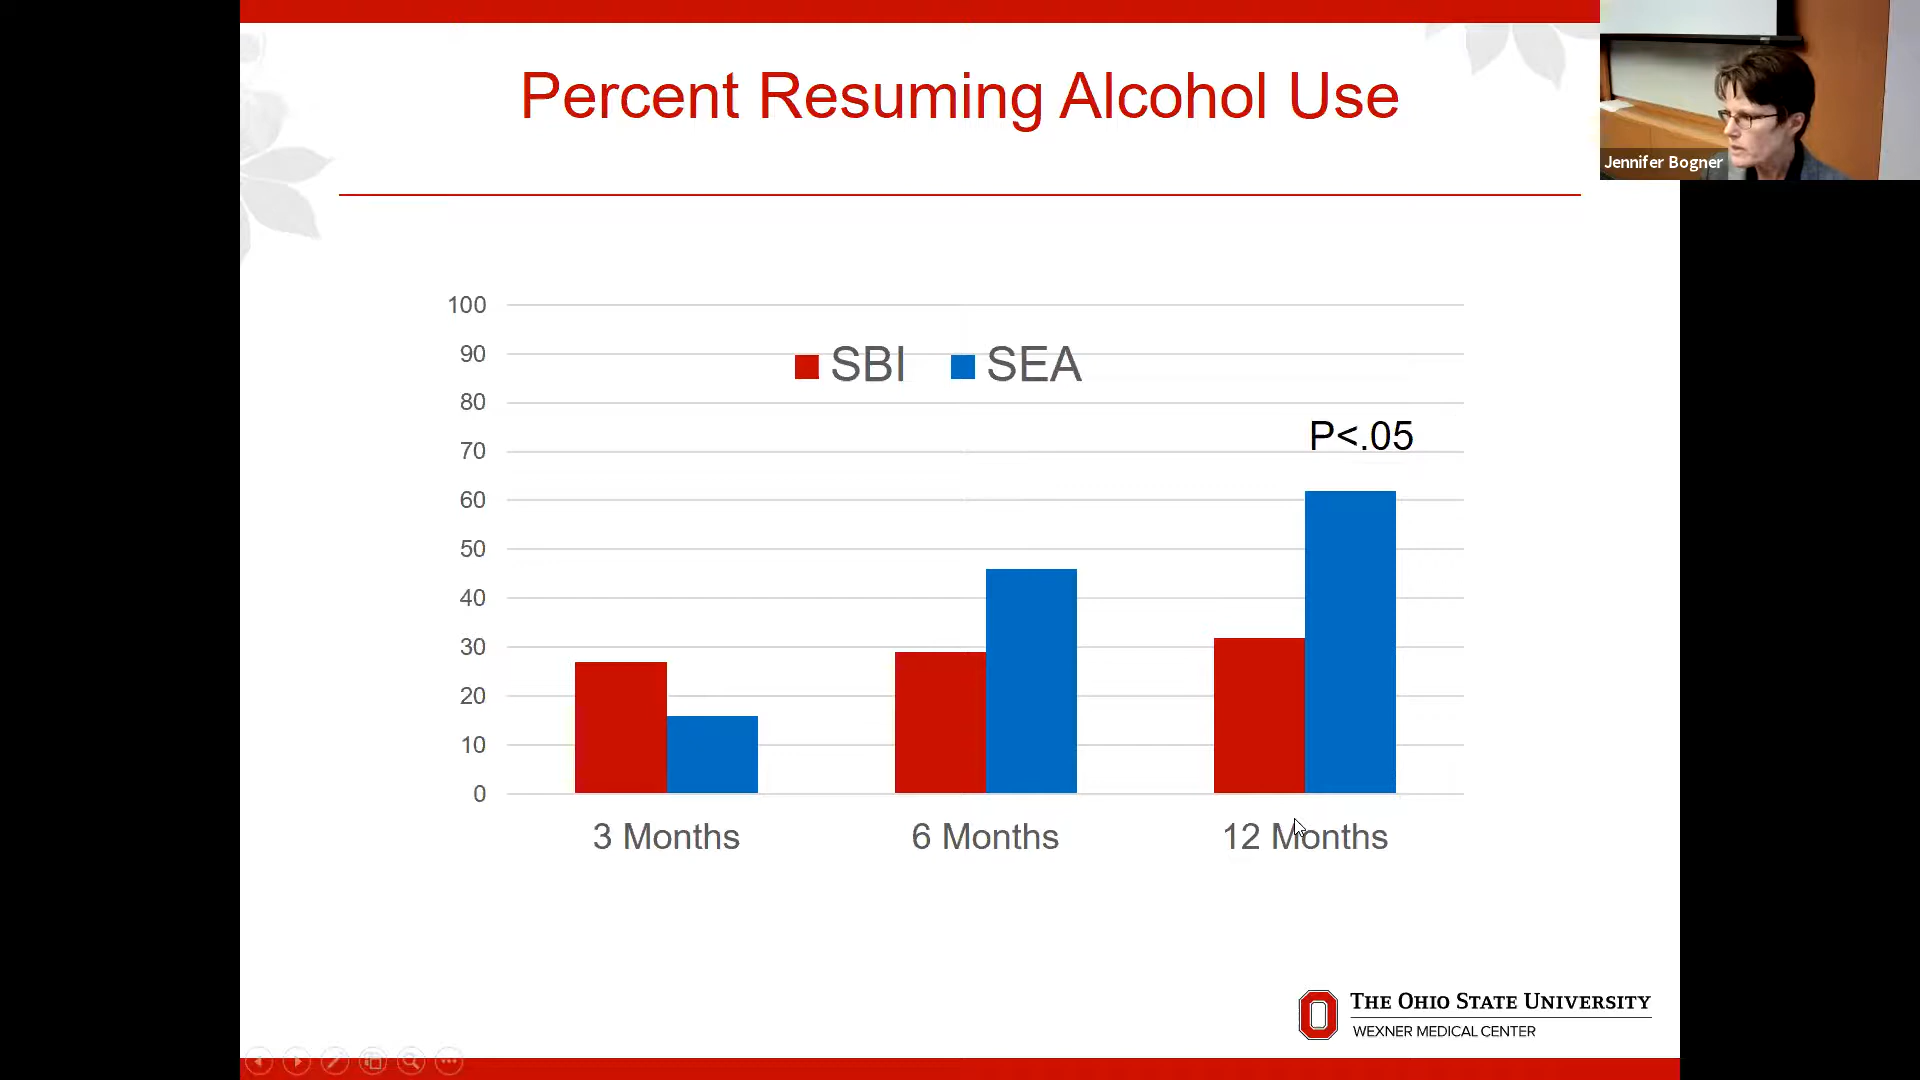 Percent Resuming Alcohol Use
Jennifer Bogner
100
90
80
70
60
50
40
30
20
10
0
SBI SEA
P<.05
3 Months 6 Months 12 Months
THE OHIO STATE UNIVERSITY
WEXNER MEDICAL CENTER